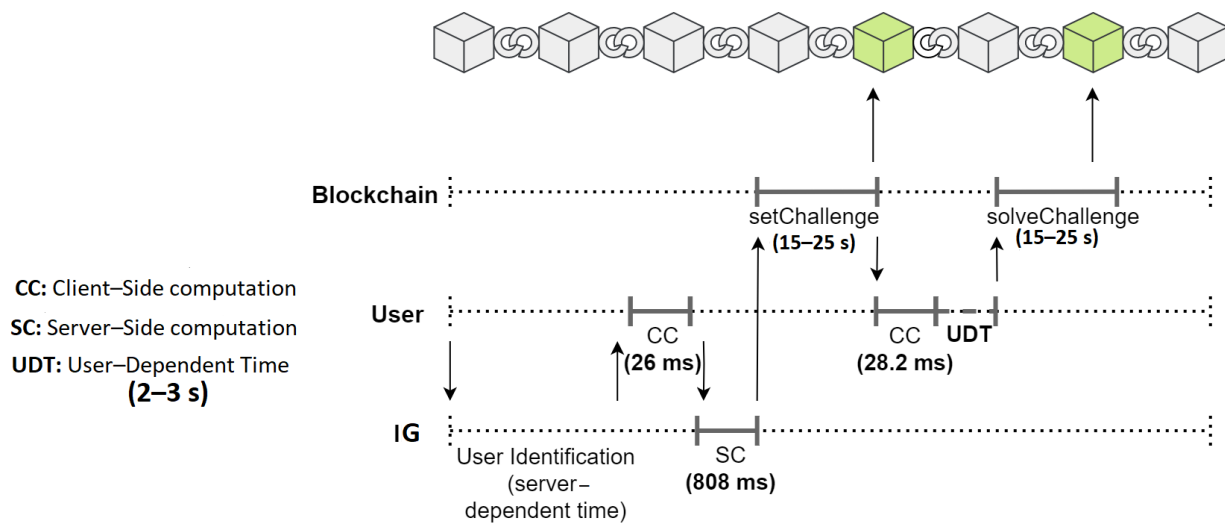 Blockchain
setChallenge
(15–25 s)
solveChallenge
(15–25 s)
CC: Client–Side computation
SC: Server–Side computation
UDT: User–Dependent Time
(2–3 s)
User
CC
(26 ms)
CC
(28.2 ms)
UDT
IG
User Identification
(server–
dependent time)
SC
(808 ms)